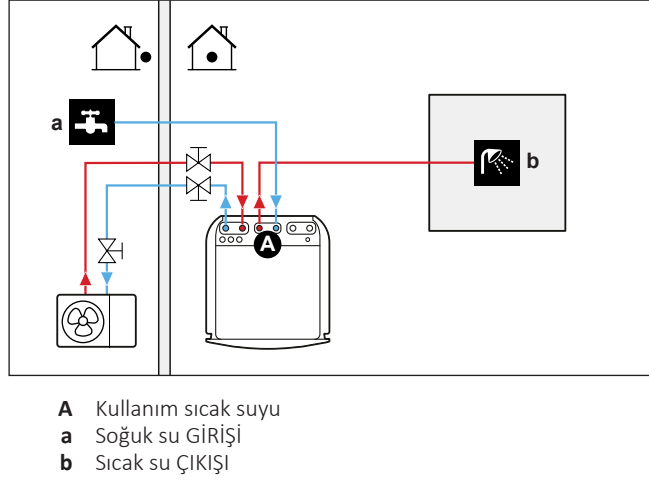 a
b
A
A Kullanım sıcak suyu
a Soğuk su GİRİŞİ
b Sıcak su ÇIKIŞI